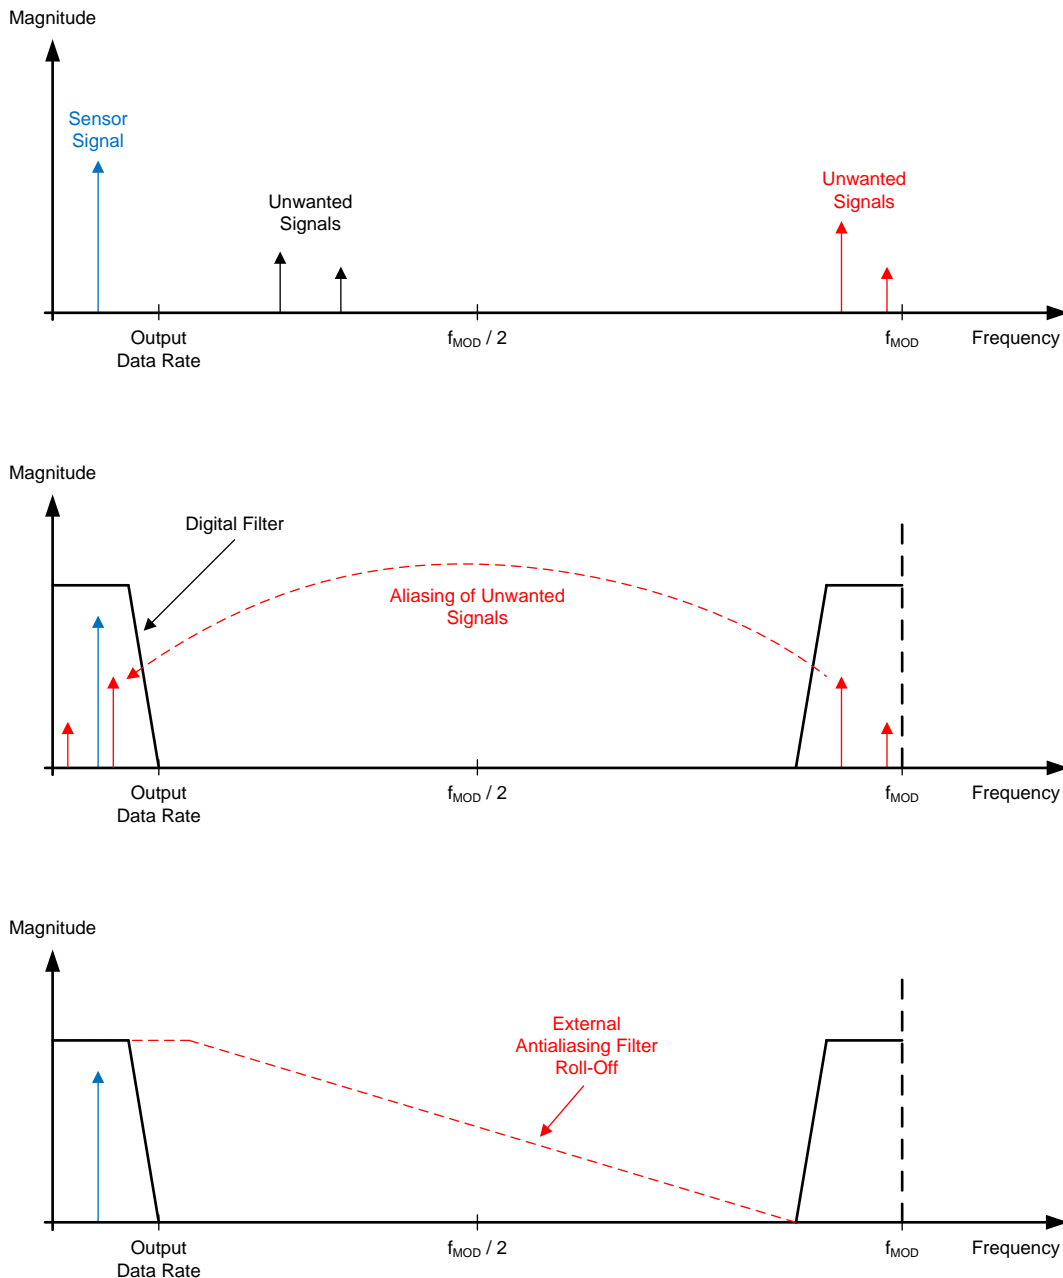 Magnitude
Sensor
Signal
Unwanted
Signals
Unwanted
Signals
Output
Data Rate
fMOD / 2
fMOD
Frequency
Magnitude
Digital Filter
Aliasing of Unwanted
Signals
Output
Data Rate
fMOD / 2
fMOD
Frequency
Magnitude
External
Antialiasing Filter
Roll-Off
Output
Data Rate
fMOD / 2
fMOD
Frequency